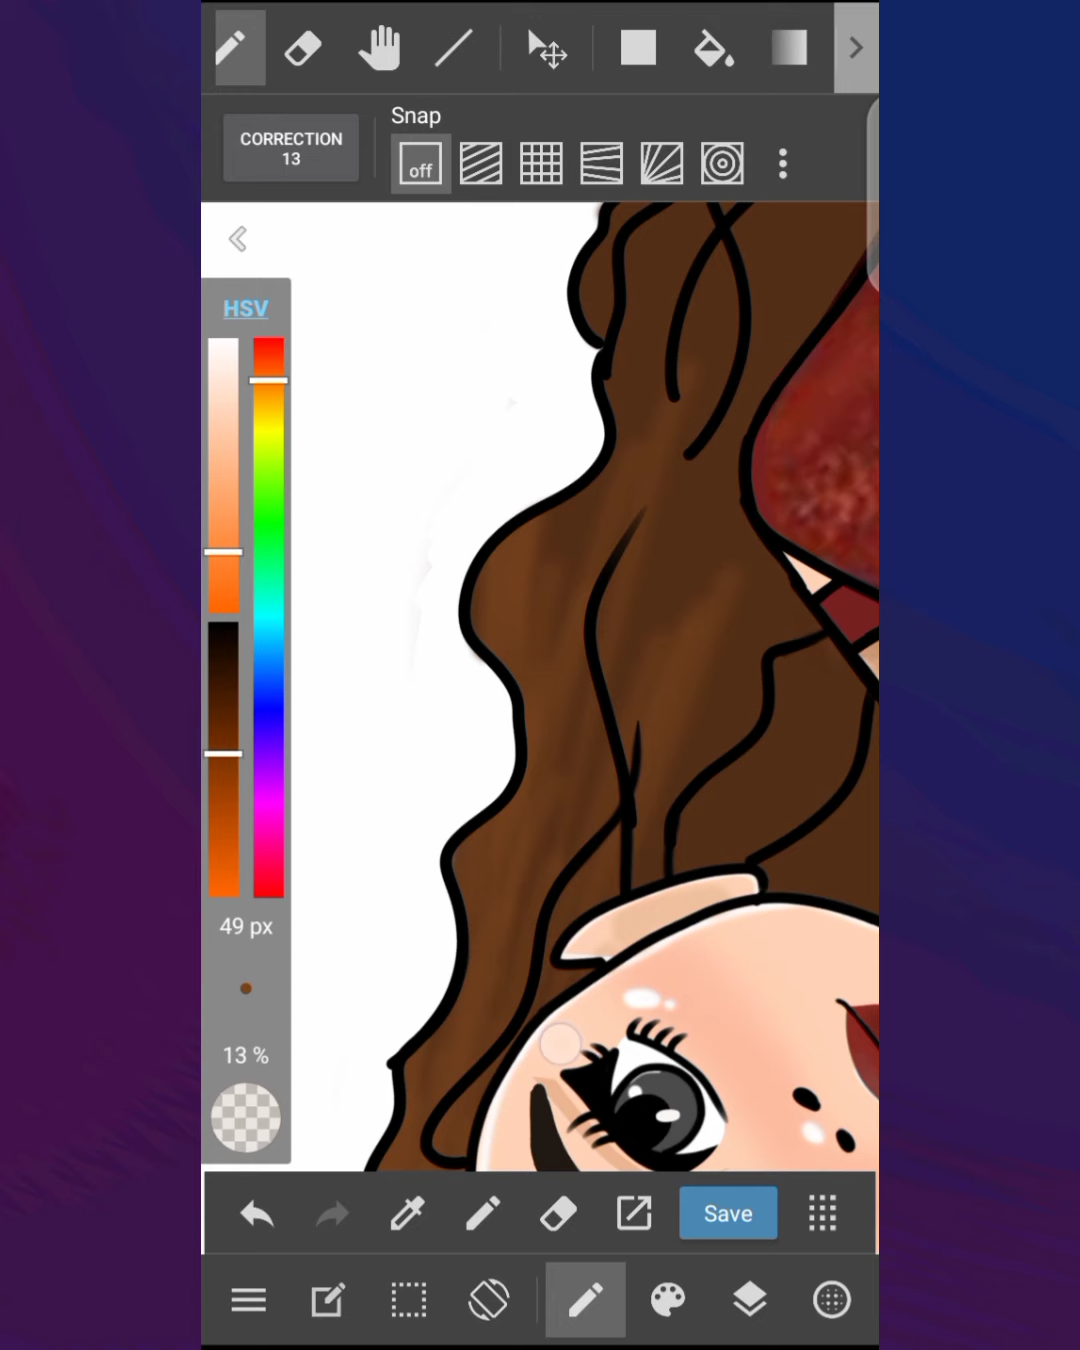 Snap
CORRECTION
13
off
HSV
49 px
13 %
Save